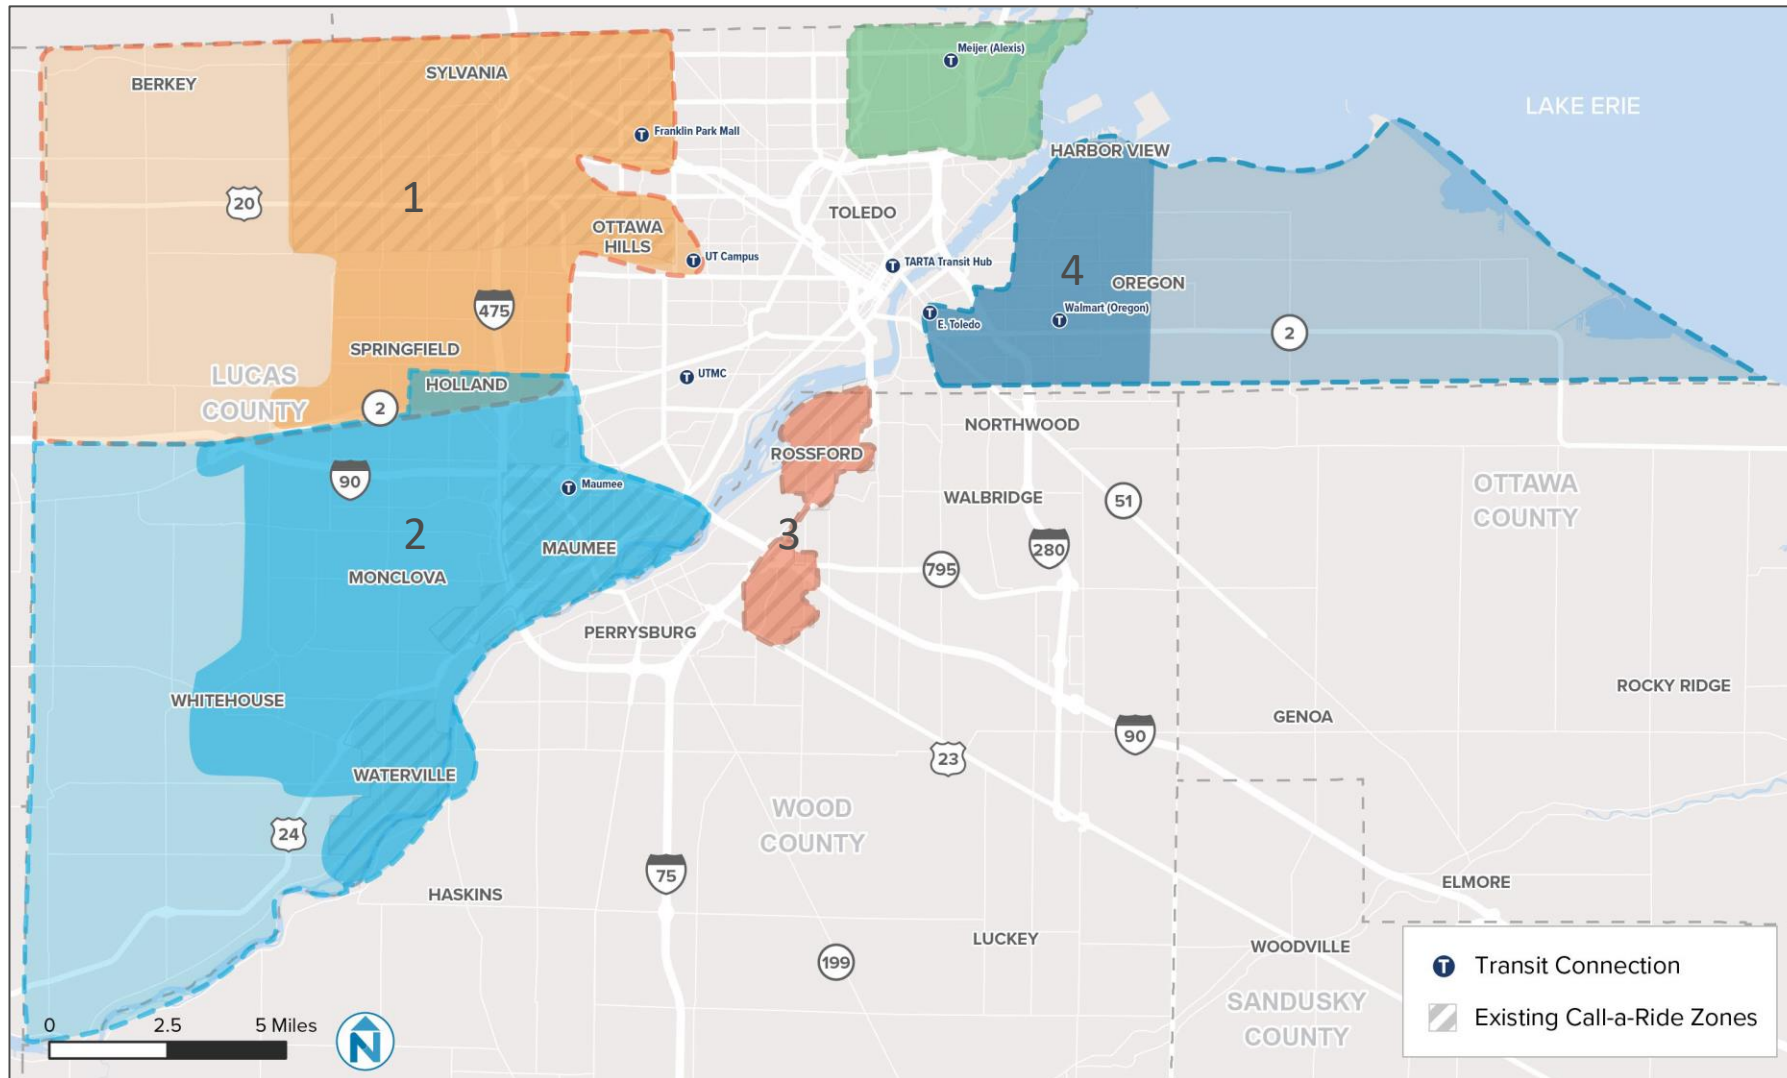 Meijer (Alexis)
SYLVANIA
BERKEY
LAKE ERIE
Franklin Park Mall
HARBOR VIEW
1
20
TOLEDO
OTTAWA
HILLS
UT Campus
TARTA Transit Hub
4
OREGON
475
Walmart (Oregon)
E. Toledo
2
SPRINGFIELD
LUCAS
COUNTY
HOLLAND
UTMC
2
NORTHWOOD
ROSSFORD
90
Maumee
WALBRIDGE
51
OTTAWA
COUNTY
2
MAUMEE
3
280
MONCLOVA
795
PERRYSBURG
WHITEHOUSE
ROCKY RIDGE
GENOA
90
23
WATERVILLE
WOOD
COUNTY
24
75
HASKINS
ELMORE
LUCKEY
WOODVILLE
199
SANDUSKY
COUNTY
T Transit Connection
Existing Call-a-Ride Zones
0 2.5 5 Miles
N